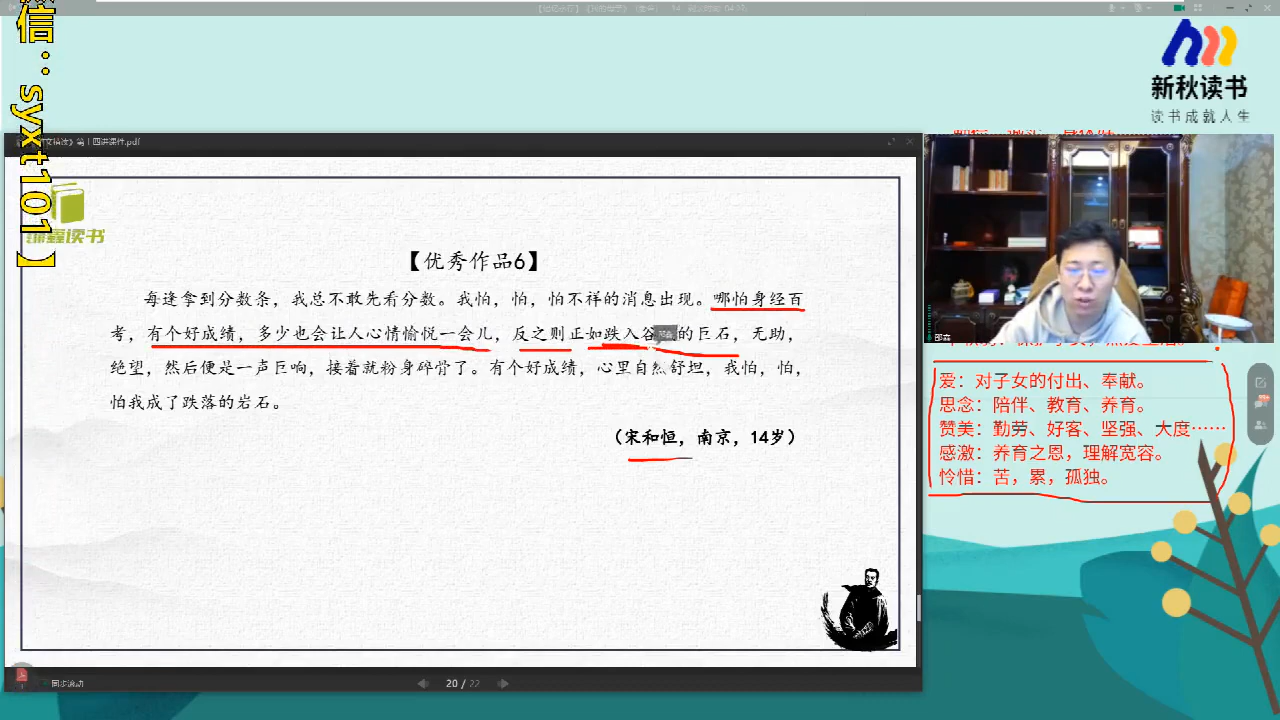 信：syxt101】
新秋读书
读书成就人生
【优秀作品6】
每逢拿到分数条，我总不敢先看分数。我怕，怕，怕不祥的消息出现。哪怕身经百
考，有个好成绩，多少也会让人心情愉悦一会儿，反之则正如跌入谷 的巨石，无助，
绝望，然后便是一声巨响，接着就粉身碎骨了。有个好成绩，心里自然舒坦，我怕，怕，
怕我成了跌落的岩石。
（宋和恒，南京，14岁）
爱：对子女的付出、奉献。
思念：陪伴、教育、养育。
赞美：勤劳、好客、坚强、大度……
感激：养育之恩，理解宽容。
怜惜：苦，累，孤独。
同步滚动
20 / 22